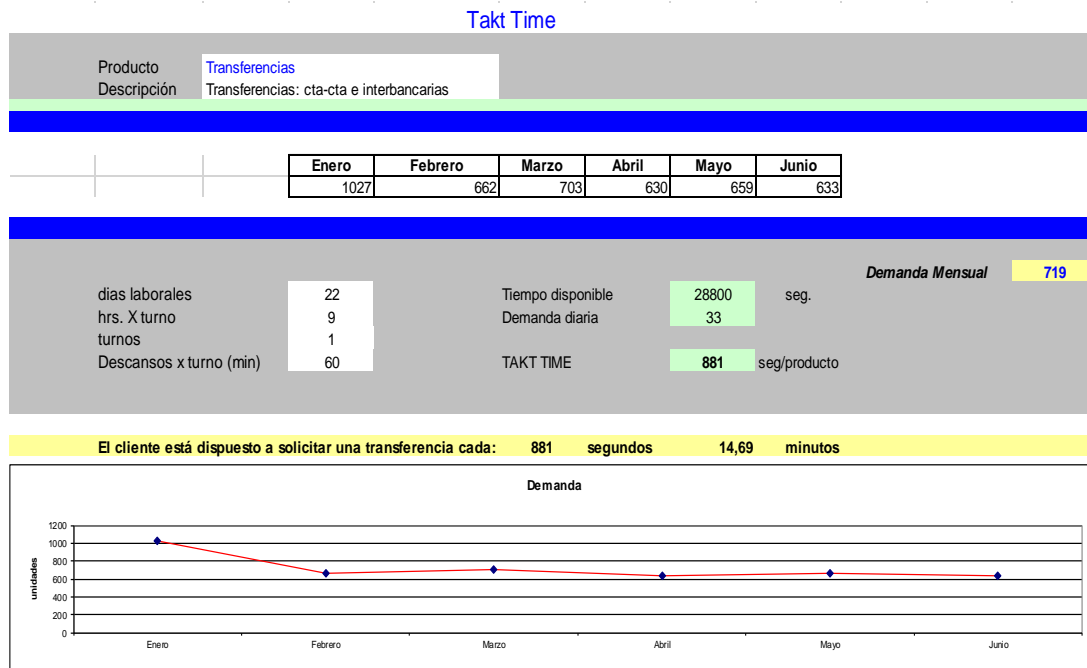 Takt Time
Producto Transferencias
Descripción Transferencias: cta-cta e interbancarias
Enero Febrero Marzo Abril Mayo Junio
1027 662 703 630 659 633
Demanda Mensual 719
dias laborales 22 Tiempo disponible 28800 seg.
hrs. X turno 9 Demanda diaria 33
turnos 1
Descansos x turno (min) 60 TAKT TIME 881 seg/producto
El cliente está dispuesto a solicitar una transferencia cada: 881 segundos 14,69 minutos
Demanda
1200
1000
800
600
400
200
0
unidades
Enero Febrero Marzo Abril Mayo Junio